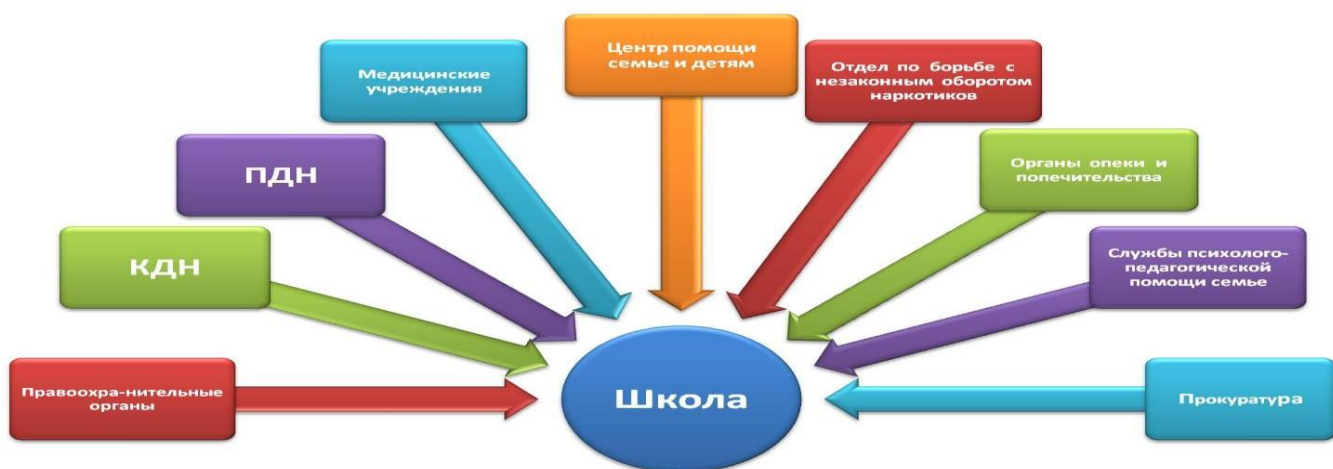 Центр помощи
семье и детям
Медицинские
учреждения
Отдел по борьбе с
незаконным оборотом
наркотиков
ПДН
Органы опеки и
попечительства
КДН
Службы психолого-
педагогической
помощи семье
Правоохра-нительные
органы
Школа
Прокуратура